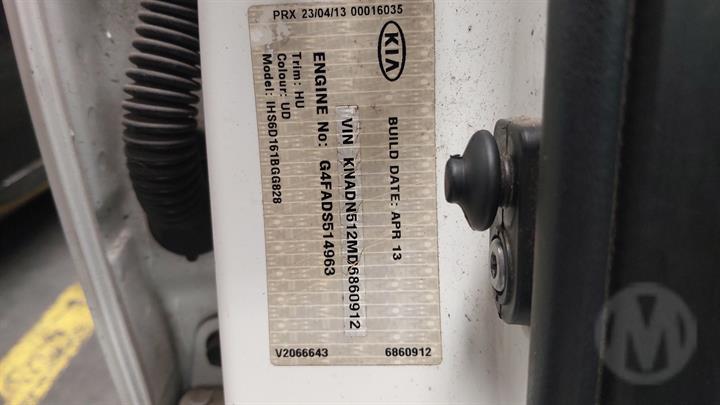 PRX 23/04/13 00016035
KIA
BUILD DATE: APR 13
VIN KNADN512MD6860912
ENGINE No: G4FADS514963
Trim: HU
Colour: UD
Model: IHS6D161BGG828
V2066643
6860912
M